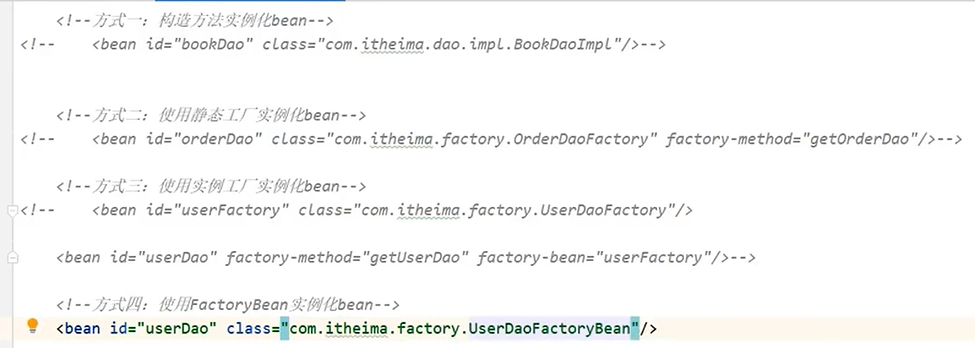 <!--方式一：构造方法实例化bean-->
<!--    <bean id="bookDao" class="com.itheima.dao.impl.BookDaoImpl"/>-->
<!--方式二：使用静态工厂实例化bean-->
<!--    <bean id="orderDao" class="com.itheima.factory.OrderDaoFactory" factory-method="getOrderDao"/>-->
<!--方式三：使用实例工厂实例化bean-->
<!--    <bean id="userFactory" class="com.itheima.factory.UserDaoFactory"/>
<bean id="userDao" factory-method="getUserDao" factory-bean="userFactory"/>-->
<!--方式四：使用FactoryBean实例化bean-->
<bean id="userDao" class="com.itheima.factory.UserDaoFactoryBean"/>